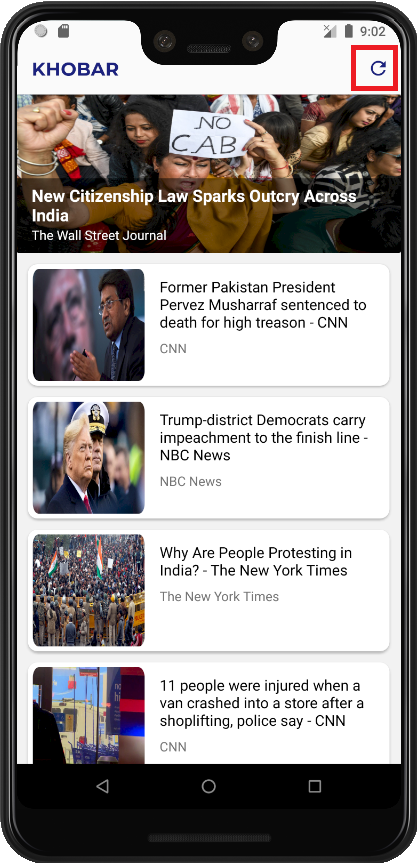 9:02
KHOBAR
NO
CAB
New Citizenship Law Sparks Outcry Across
India
The Wall Street Journal
Former Pakistan President
Pervez Musharraf sentenced to
death for high treason - CNN
CNN
Trump-district Democrats carry
impeachment to the finish line -
NBC News
NBC News
Why Are People Protesting in
India? - The New York Times
The New York Times
11 people were injured when a
van crashed into a store after a
shoplifting, police say - CNN
CNN